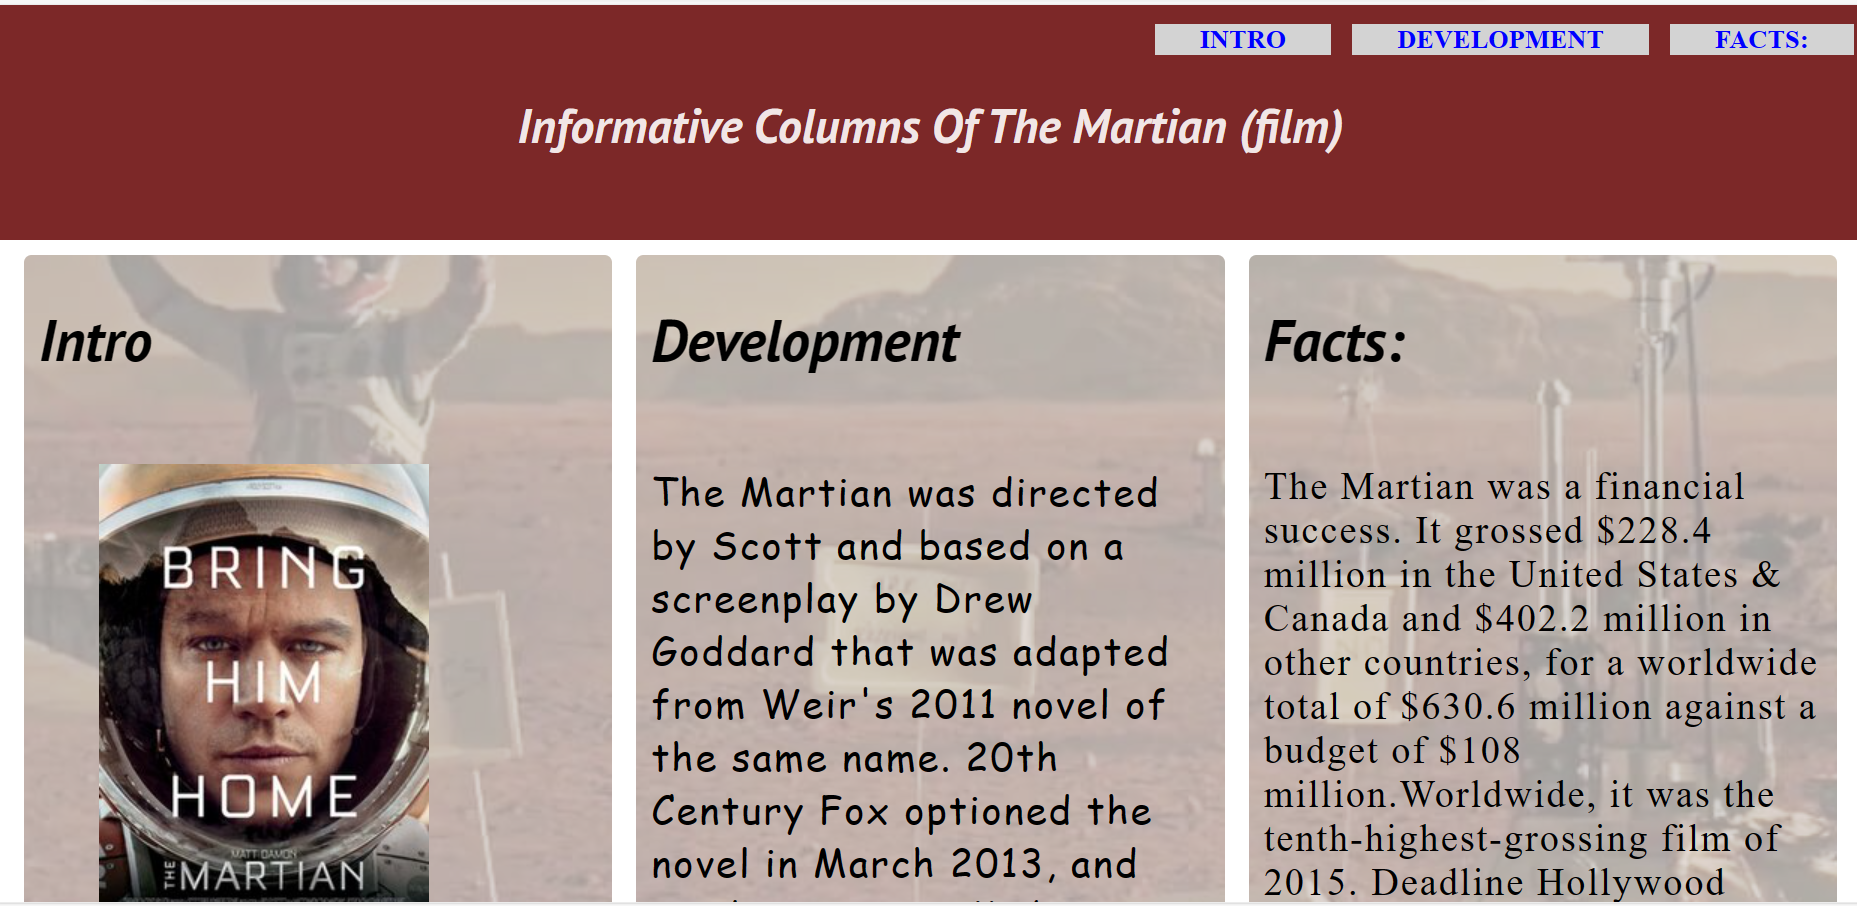 INTRO DEVELOPMENT FACTS:
Informative Columns Of The Martian (film)
Intro
BRING
HIM
HOME
MATT DAMON
THE MARTIAN
Development
The Martian was directed
by Scott and based on a
screenplay by Drew
Goddard that was adapted
from Weir's 2011 novel of
the same name. 20th
Century Fox optioned the
novel in March 2013, and
Facts:
The Martian was a financial
success. It grossed $228.4
million in the United States &
Canada and $402.2 million in
other countries, for a worldwide
total of $630.6 million against a
budget of $108
million.Worldwide, it was the
tenth-highest-grossing film of
2015. Deadline Hollywood